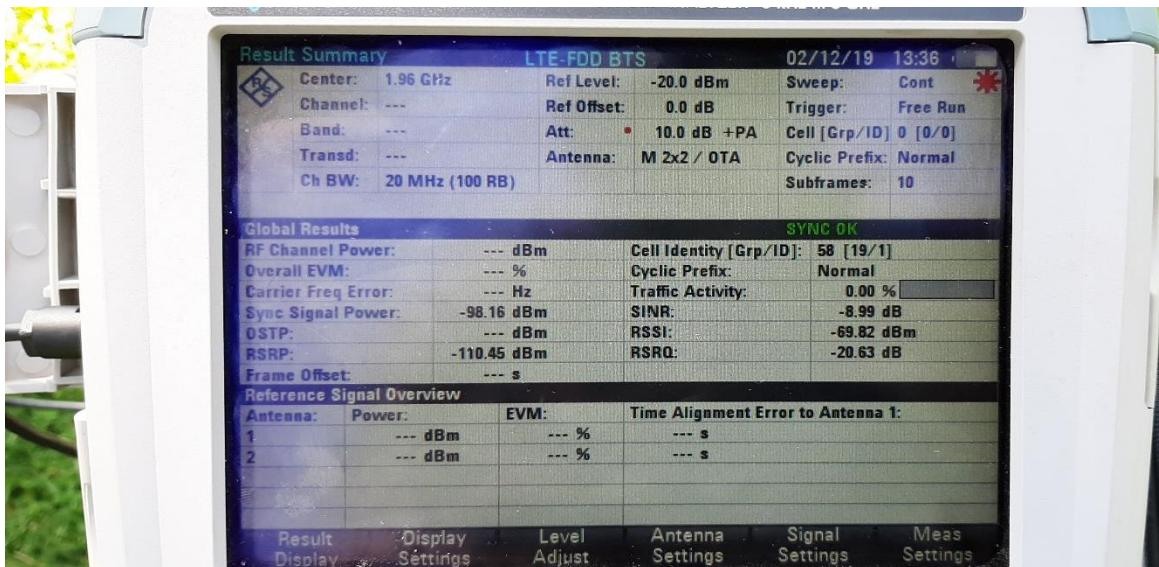 Result Summary LTE-FDD BTS 02/12/19 13:36
R&S
Center: 1.96 GHz Ref Level: -20.0 dBm Sweep: Cont
Channel: --- Ref Offset: 0.0 dB Trigger: Free Run
Band: --- Att: 10.0 dB +PA Cell [Grp/ID] 0 [0/0]
Transd: --- Antenna: M 2x2 / OTA Cyclic Prefix: Normal
Ch BW: 20 MHz (100 RB) Subframes: 10
Global Results SYNC OK
RF Channel Power: --- dBm Cell Identity [Grp/ID]: 58 [19/1]
Overall EVM: --- % Cyclic Prefix: Normal
Carrier Freq Error: --- Hz Traffic Activity: 0.00 %
Sync Signal Power: -98.16 dBm SINR: -8.99 dB
OSTP: --- dBm RSSI: -69.82 dBm
RSRP: -110.45 dBm RSRQ: -20.63 dB
Frame Offset: --- s
Reference Signal Overview
Antenna: Power: EVM: Time Alignment Error to Antenna 1:
1 --- dBm --- % --- s
2 --- dBm --- % --- s
Result Display Level Antenna Signal Meas
Display Settings Adjust Settings Settings Settings